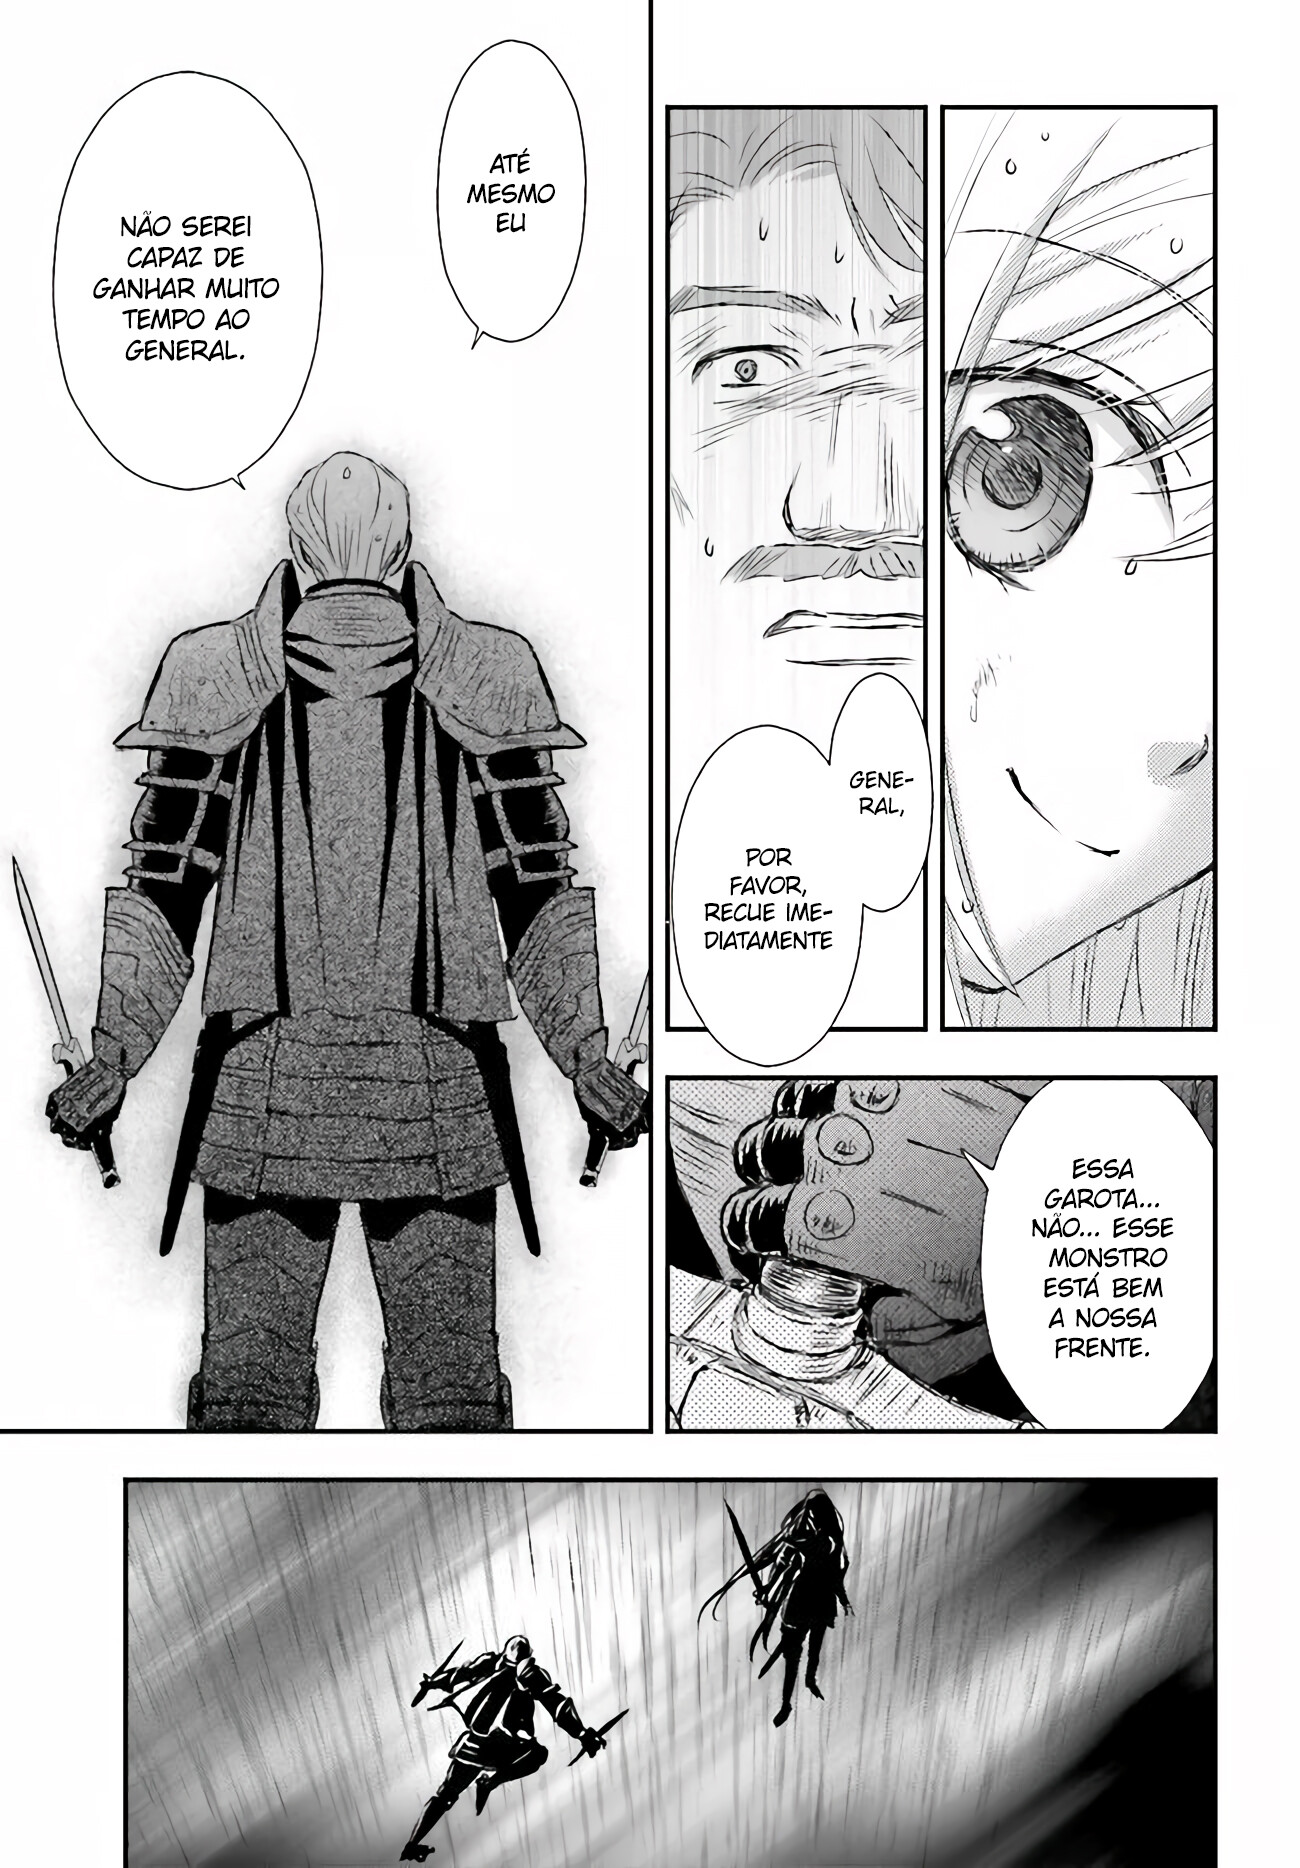 GENE-
RAL,
POR
FAVOR,
RECUE IME-
DIATAMENTE
ESSA
GAROTA...
NÃO... ESSE
MONSTRO
ESTÁ BEM
A NOSSA
FRENTE.
ATÉ
MESMO
EU
NÃO SEREI
CAPAZ DE
GANHAR MUITO
TEMPO AO
GENERAL.